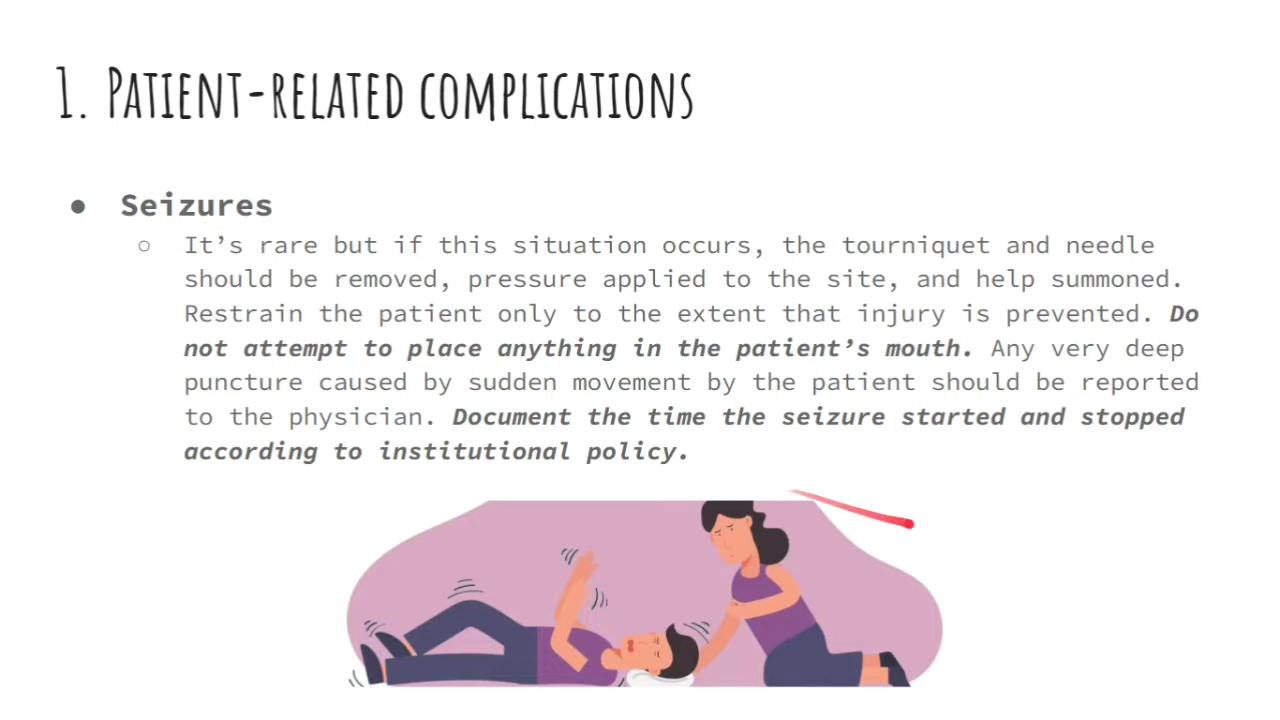 1. Patient-related complications
● Seizures
○ It’s rare but if this situation occurs, the tourniquet and needle
should be removed, pressure applied to the site, and help summoned.
Restrain the patient only to the extent that injury is prevented. Do
not attempt to place anything in the patient’s mouth. Any very deep
puncture caused by sudden movement by the patient should be reported
to the physician. Document the time the seizure started and stopped
according to institutional policy.